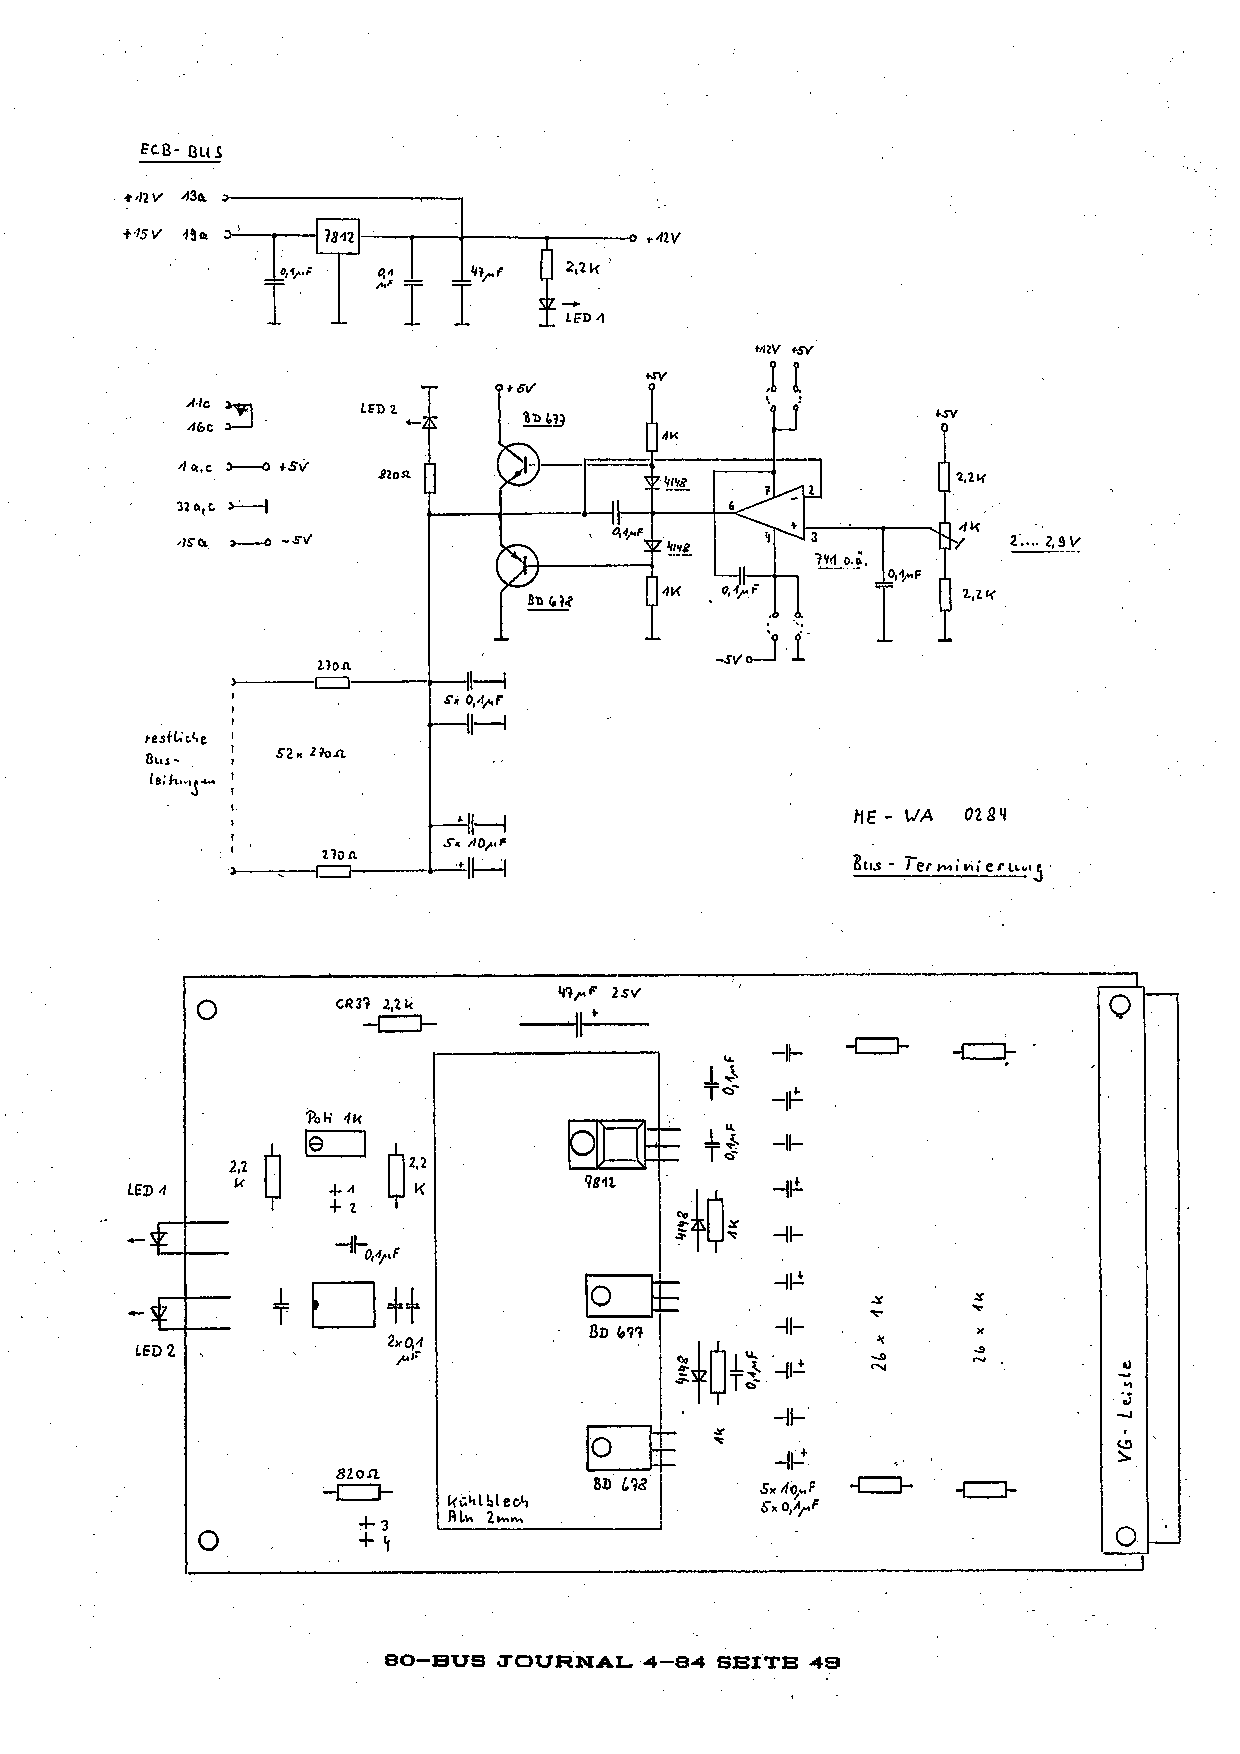 ECB-BUS
+12V 13a
+15V 19a
7812
+12V
0,1µF
0,1
µF
47µF
2,2K
LED 1
+12V +5V
11c
16c
LED 2
+5V
+5V
+5V
BD 677
1K
1a,c
+5V
820Ω
4148
7
2
2,2K
32a,c
6
-
+
1K
15a
-5V
0,1µF
4148
4
3
741 o.ä.
2.... 2,9V
BD 678
1K
0,1µF
0,1µF
2,2K
-5V
270Ω
5x 0,1µF
restliche
Bus-
leitungen
52x 270Ω
+
5x 10µF
270Ω
+
ME-WA 0284
Bus-Terminierung
CR37 2,2K
47µF 25V
+
0,1µF
Poti 1K
0,1µF
2,2
K
2,2
K
7812
LED 1
1
2
4148
1K
0,1µF
2x0,1
µF
LED 2
BD 677
26 x 1K
26 x 1K
4148
0,1µF
1K
VG-Leiste
820Ω
BD 678
Kühlblech
Alu 2mm
5x 10µF
5x 0,1µF
3
4
80-BUS JOURNAL 4-84 SEITE 49